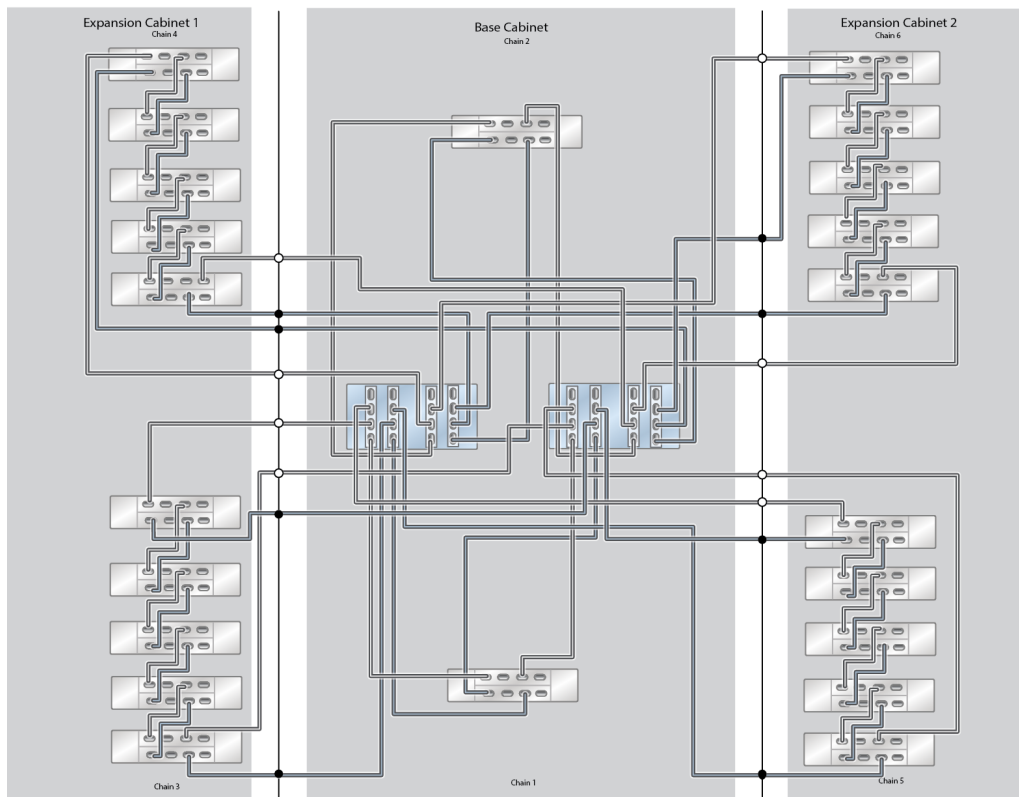 Expansion Cabinet 1
Chain 4
Base Cabinet
Chain 2
Expansion Cabinet 2
Chain 6
Chain 3
Chain 1
Chain 5